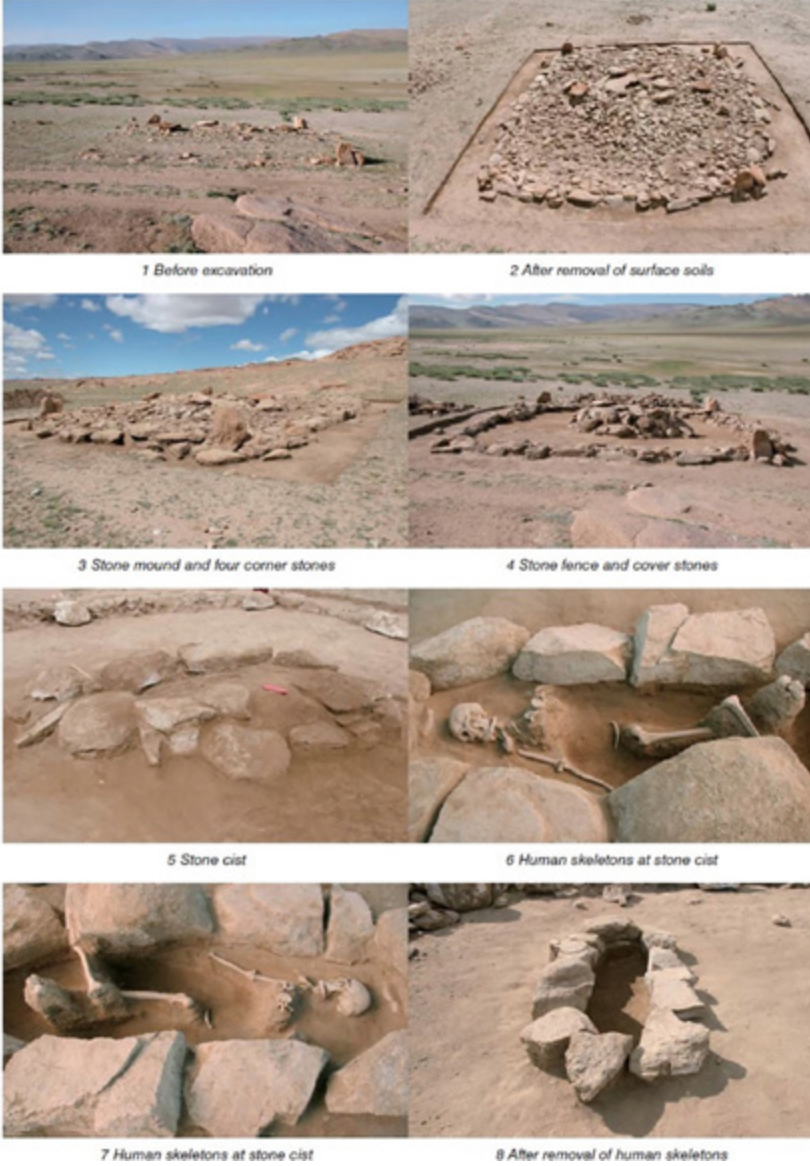 1 Before excavation
2 After removal of surface soils
3 Stone mound and four corner stones
4 Stone fence and cover stones
5 Stone cist
6 Human skeletons at stone cist
7 Human skeletons at stone cist
8 After removal of human skeletons